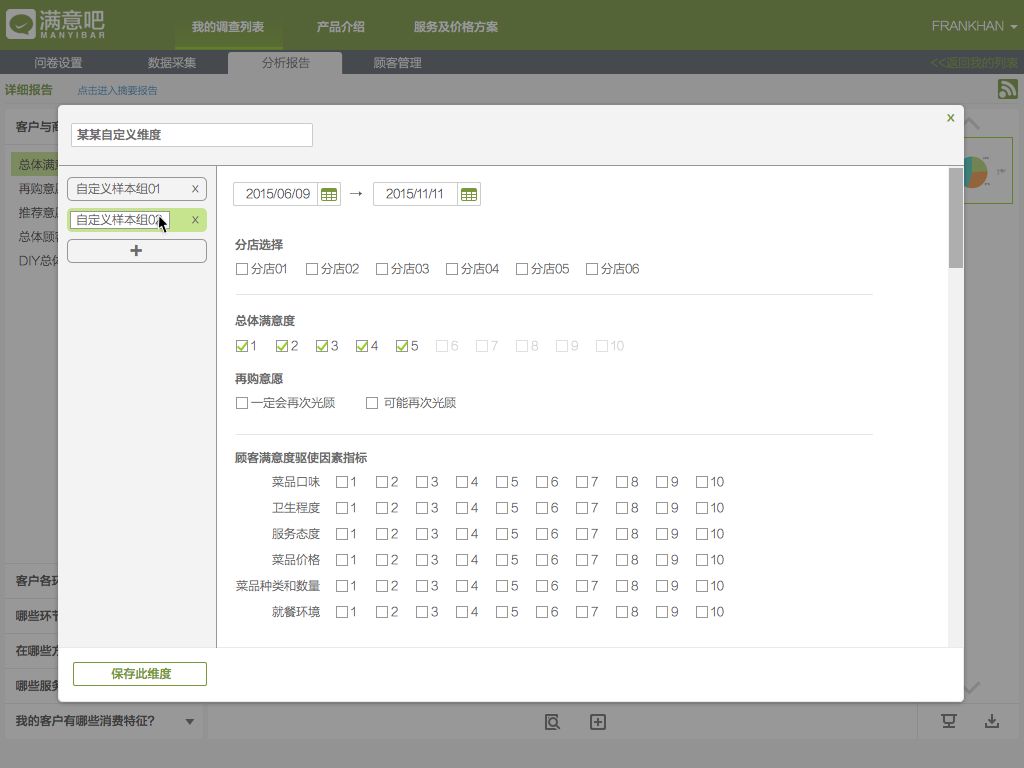 满意吧
MANYIBAR
我的调查列表 产品介绍 服务及价格方案
FRANKHAN
问卷设置 数据采集 分析报告 顾客管理
<<返回我的列表
详细报告 点击进入摘要报告
客户与商
总体满意
再购意愿
推荐意愿
总体顾客
DIY总体
客户各环
哪些环节
在哪些方
哪些服务
我的客户有哪些消费特征?
某某自定义维度
x
自定义样本组01 x
自定义样本组02 x
+
2015/06/09 → 2015/11/11
分店选择
分店01 分店02 分店03 分店04 分店05 分店06
总体满意度
1 2 3 4 5 6 7 8 9 10
再购意愿
一定会再次光顾 可能再次光顾
顾客满意度驱使因素指标
菜品口味 1 2 3 4 5 6 7 8 9 10
卫生程度 1 2 3 4 5 6 7 8 9 10
服务态度 1 2 3 4 5 6 7 8 9 10
菜品价格 1 2 3 4 5 6 7 8 9 10
菜品种类和数量 1 2 3 4 5 6 7 8 9 10
就餐环境 1 2 3 4 5 6 7 8 9 10
保存此维度